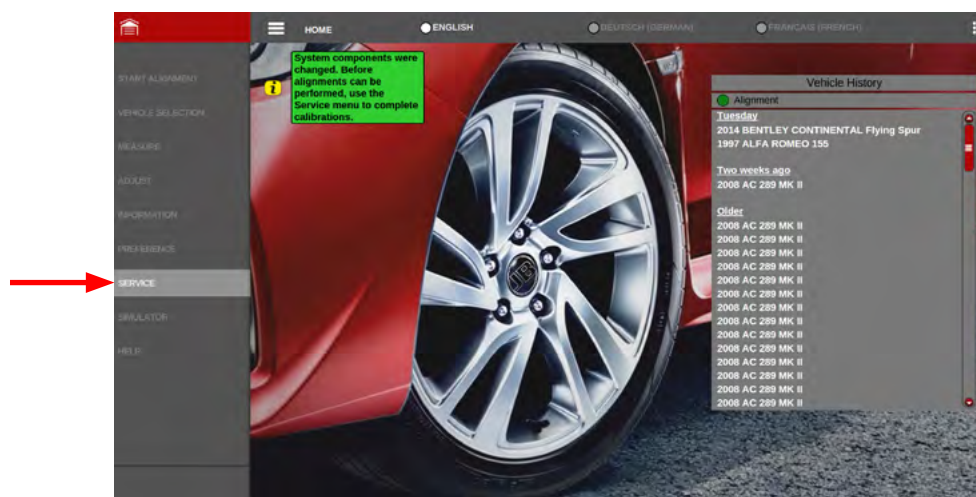 HOME
ENGLISH
DEUTSCH (GERMAN)
FRANCAIS (FRENCH)
START ALIGNMENT
VEHICLE SELECTION
MEASURE
ADJUST
INFORMATION
PREFERENCE
SERVICE
SIMULATOR
HELP
System components were
changed. Before
alignments can be
performed, use the
Service menu to complete
calibrations.
Vehicle History
Alignment
Tuesday
2014 BENTLEY CONTINENTAL Flying Spur
1997 ALFA ROMEO 155
Two weeks ago
2008 AC 289 MK II
Older
2008 AC 289 MK II
2008 AC 289 MK II
2008 AC 289 MK II
2008 AC 289 MK II
2008 AC 289 MK II
2008 AC 289 MK II
2008 AC 289 MK II
2008 AC 289 MK II
2008 AC 289 MK II
2008 AC 289 MK II
2008 AC 289 MK II
2008 AC 289 MK II
2008 AC 289 MK II
2008 AC 289 MK II